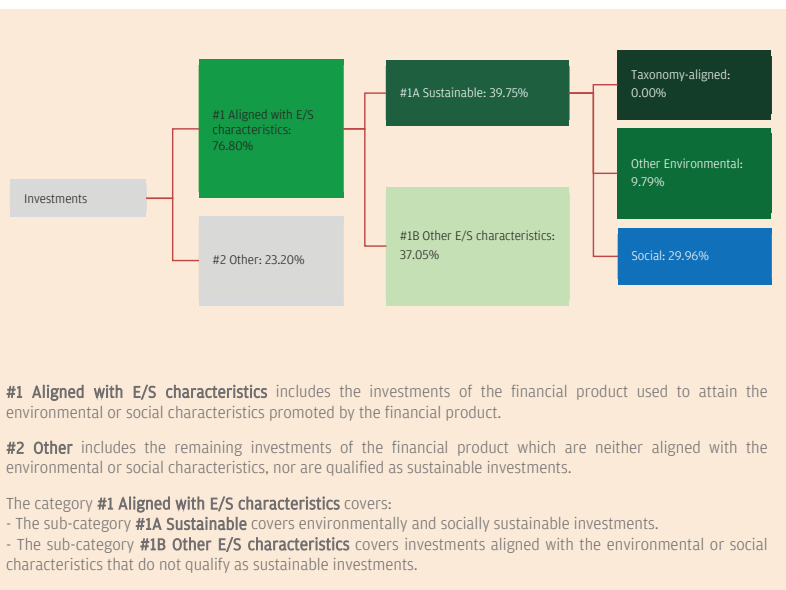 Investments
#1 Aligned with E/S
characteristics:
76.80%
#2 Other: 23.20%
#1A Sustainable: 39.75%
#1B Other E/S characteristics:
37.05%
Taxonomy-aligned:
0.00%
Other Environmental:
9.79%
Social: 29.96%
#1 Aligned with E/S characteristics includes the investments of the financial product used to attain the
environmental or social characteristics promoted by the financial product.
#2 Other includes the remaining investments of the financial product which are neither aligned with the
environmental or social characteristics, nor are qualified as sustainable investments.
The category #1 Aligned with E/S characteristics covers:
- The sub-category #1A Sustainable covers environmentally and socially sustainable investments.
- The sub-category #1B Other E/S characteristics covers investments aligned with the environmental or social
characteristics that do not qualify as sustainable investments.